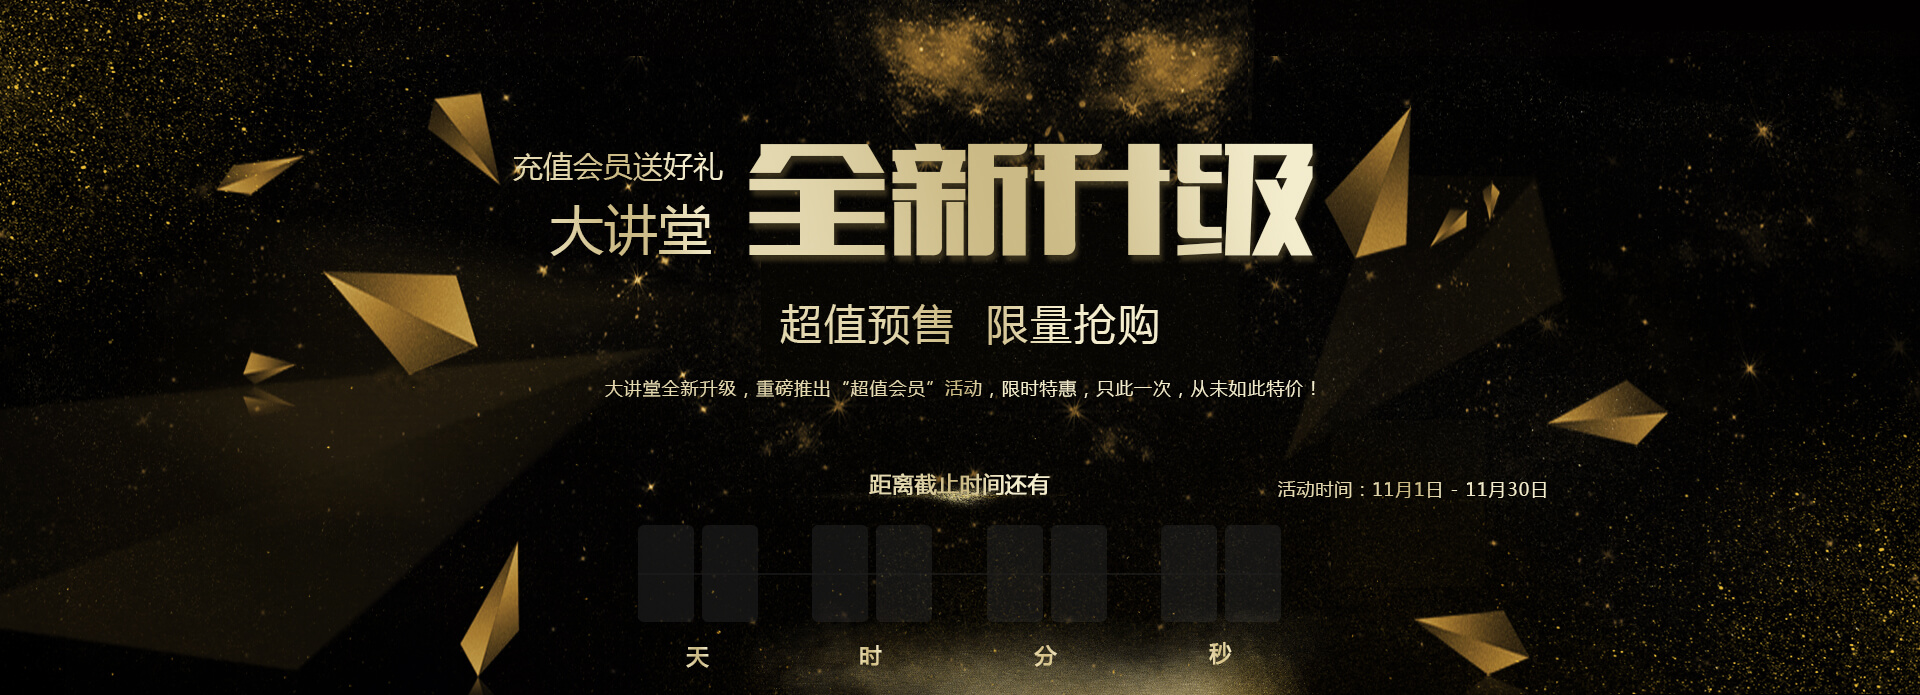 充值会员送好礼
大讲堂
全新升级
超值预售 限量抢购
大讲堂全新升级，重磅推出“超值会员”活动，限时特惠，只此一次，从未如此特价！
距离截止时间还有
活动时间：11月1日 - 11月30日
天 时 分 秒